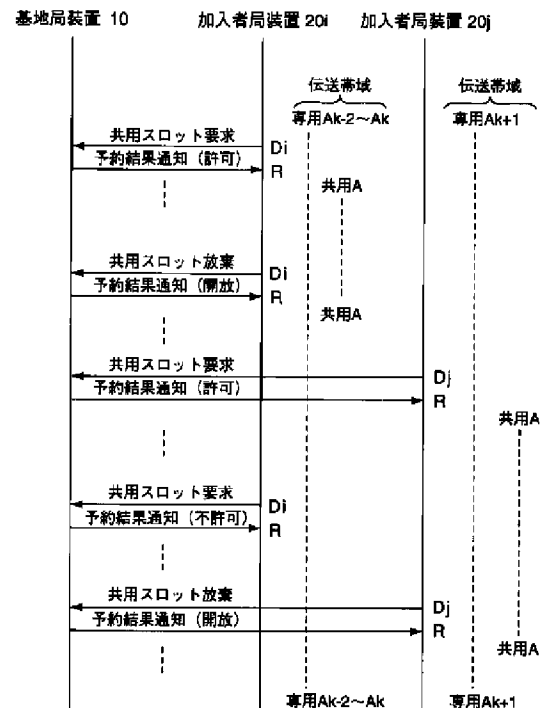 基地局装置 10
加入者局装置 20i
加入者局装置 20j
伝送帯域
伝送帯域
専用Ak-2〜Ak
専用Ak+1
共用スロット要求
Di
予約結果通知（許可）
R
共用A
共用スロット放棄
Di
予約結果通知（開放）
R
共用A
共用スロット要求
Dj
予約結果通知（許可）
R
共用A
共用スロット要求
Di
予約結果通知（不許可）
R
共用スロット放棄
Dj
予約結果通知（開放）
R
共用A
専用Ak-2〜Ak
専用Ak+1